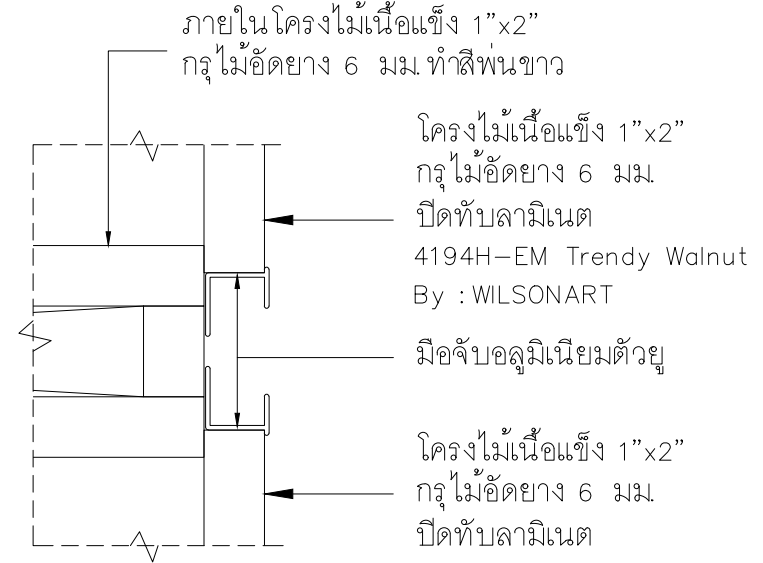 ภายในโครงไม้เนื้อแข็ง 1"x2"
กรุไม้อัดยาง 6 มม.ทำสีพ่นขาว
โครงไม้เนื้อแข็ง 1"x2"
กรุไม้อัดยาง 6 มม.
ปิดทับลามิเนต
4194H-EM Trendy Walnut
By : WILSONART
มือจับอลูมิเนียมตัวยู
โครงไม้เนื้อแข็ง 1"x2"
กรุไม้อัดยาง 6 มม.
ปิดทับลามิเนต